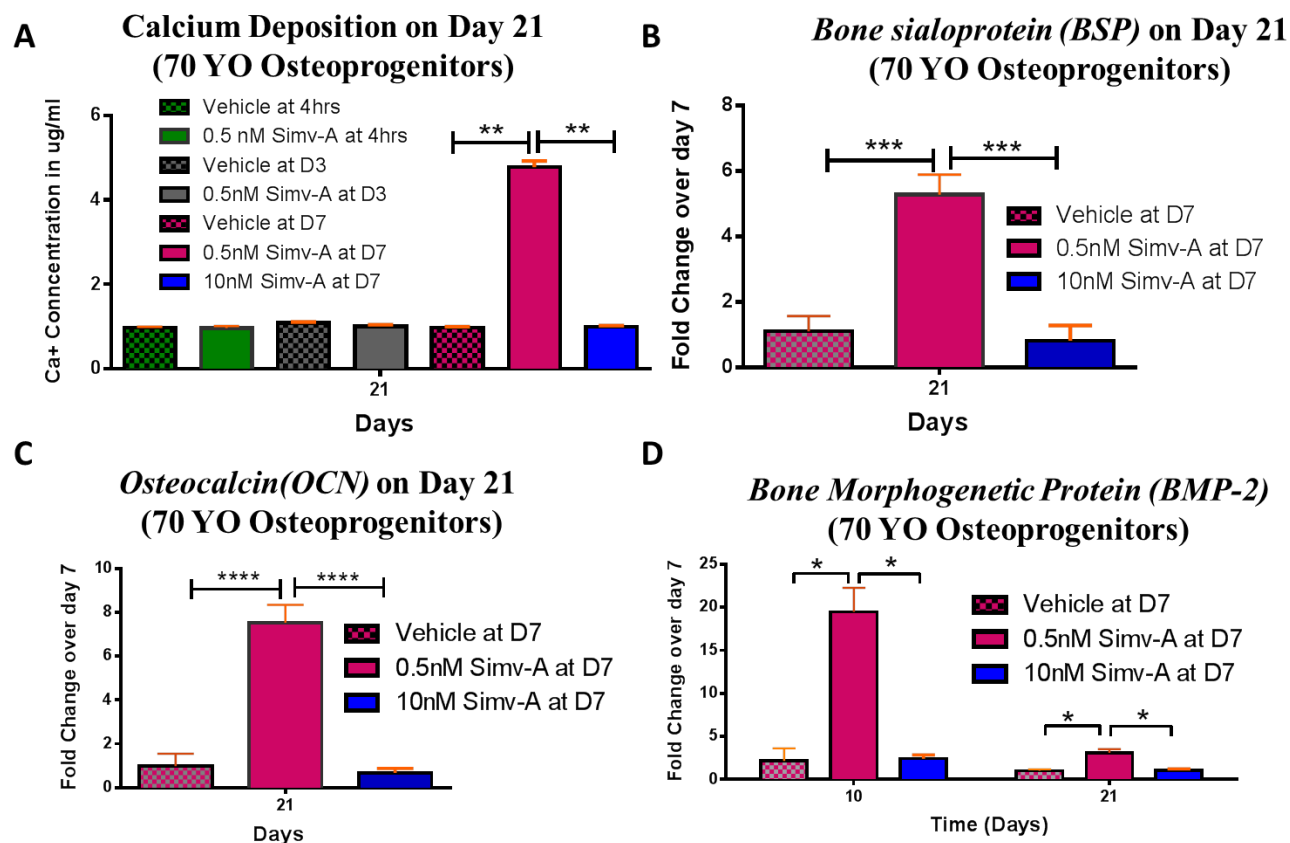 A
Calcium Deposition on Day 21
(70 YO Osteoprogenitors)
Ca+ Conncentration in ug/ml
6
4
2
0
Vehicle at 4hrs
0.5 nM Simv-A at 4hrs
Vehicle at D3
0.5nM Simv-A at D3
Vehicle at D7
0.5nM Simv-A at D7
10nM Simv-A at D7
** **
21
Days
B
Bone sialoprotein (BSP) on Day 21
(70 YO Osteoprogenitors)
Fold Change over day 7
8
6
4
2
0
*** ***
Vehicle at D7
0.5nM Simv-A at D7
10nM Simv-A at D7
21
Days
C
Osteocalcin(OCN) on Day 21
(70 YO Osteoprogenitors)
Fold Change over day 7
10
8
6
4
2
0
**** ****
Vehicle at D7
0.5nM Simv-A at D7
10nM Simv-A at D7
21
Days
D
Bone Morphogenetic Protein (BMP-2)
(70 YO Osteoprogenitors)
Fold Change over day 7
25
20
15
10
5
0
* *
Vehicle at D7
0.5nM Simv-A at D7
10nM Simv-A at D7
* *
10 21
Time (Days)